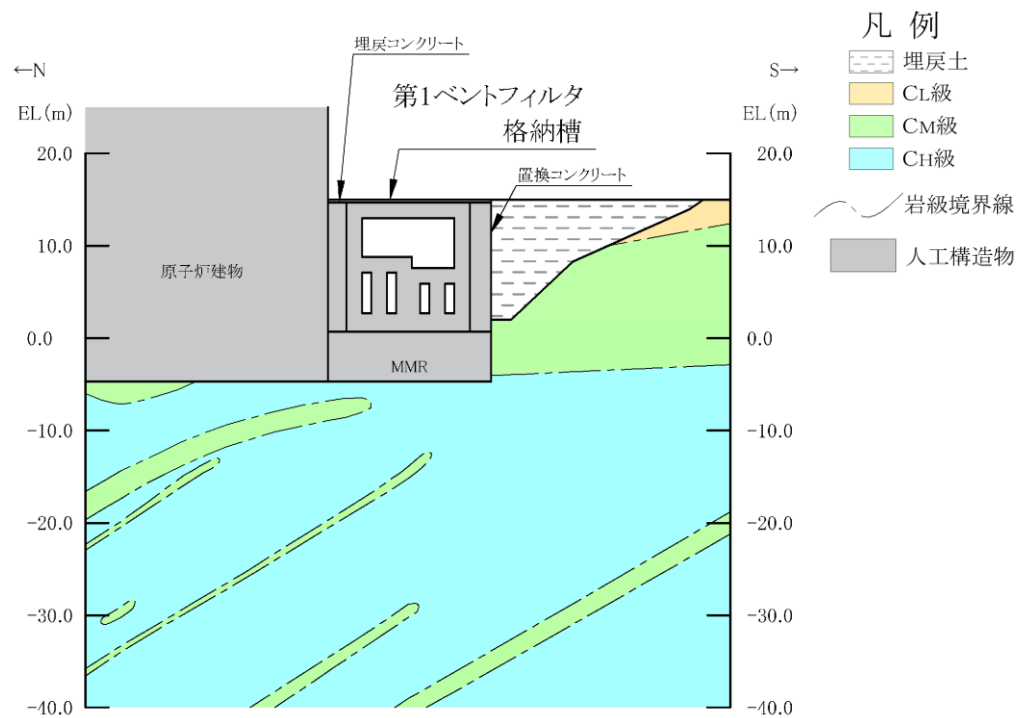 凡 例
埋戻土
CL級
CM級
CH級
岩級境界線
人工構造物
←N
S→
EL(m)
EL(m)
埋戻コンクリート
第1ベントフィルタ
格納槽
置換コンクリート
原子炉建物
MMR
20.0
10.0
0.0
-10.0
-20.0
-30.0
-40.0
20.0
10.0
0.0
-10.0
-20.0
-30.0
-40.0